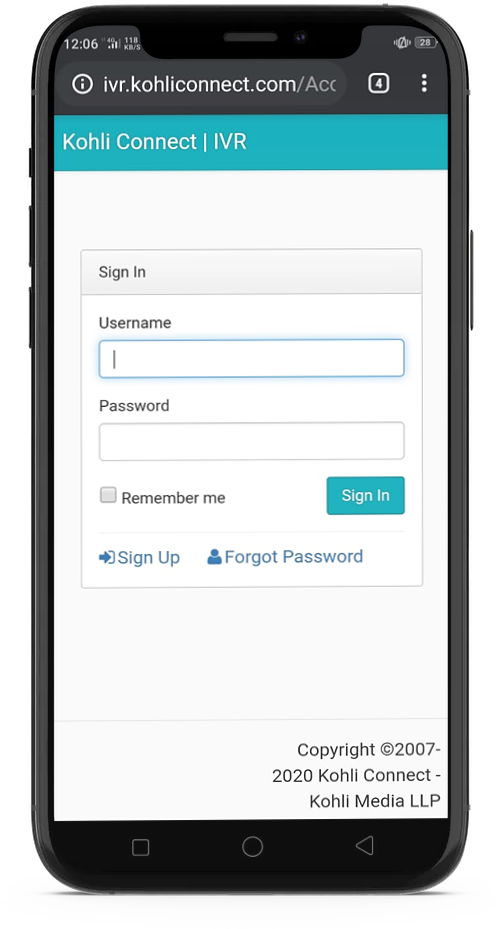 12:06 4G 118 KB/S 28
ivr.kohliconnect.com/Acc 4
Kohli Connect | IVR
Sign In
Username
Password
Remember me Sign In
Sign Up Forgot Password
Copyright ©2007-
2020 Kohli Connect -
Kohli Media LLP